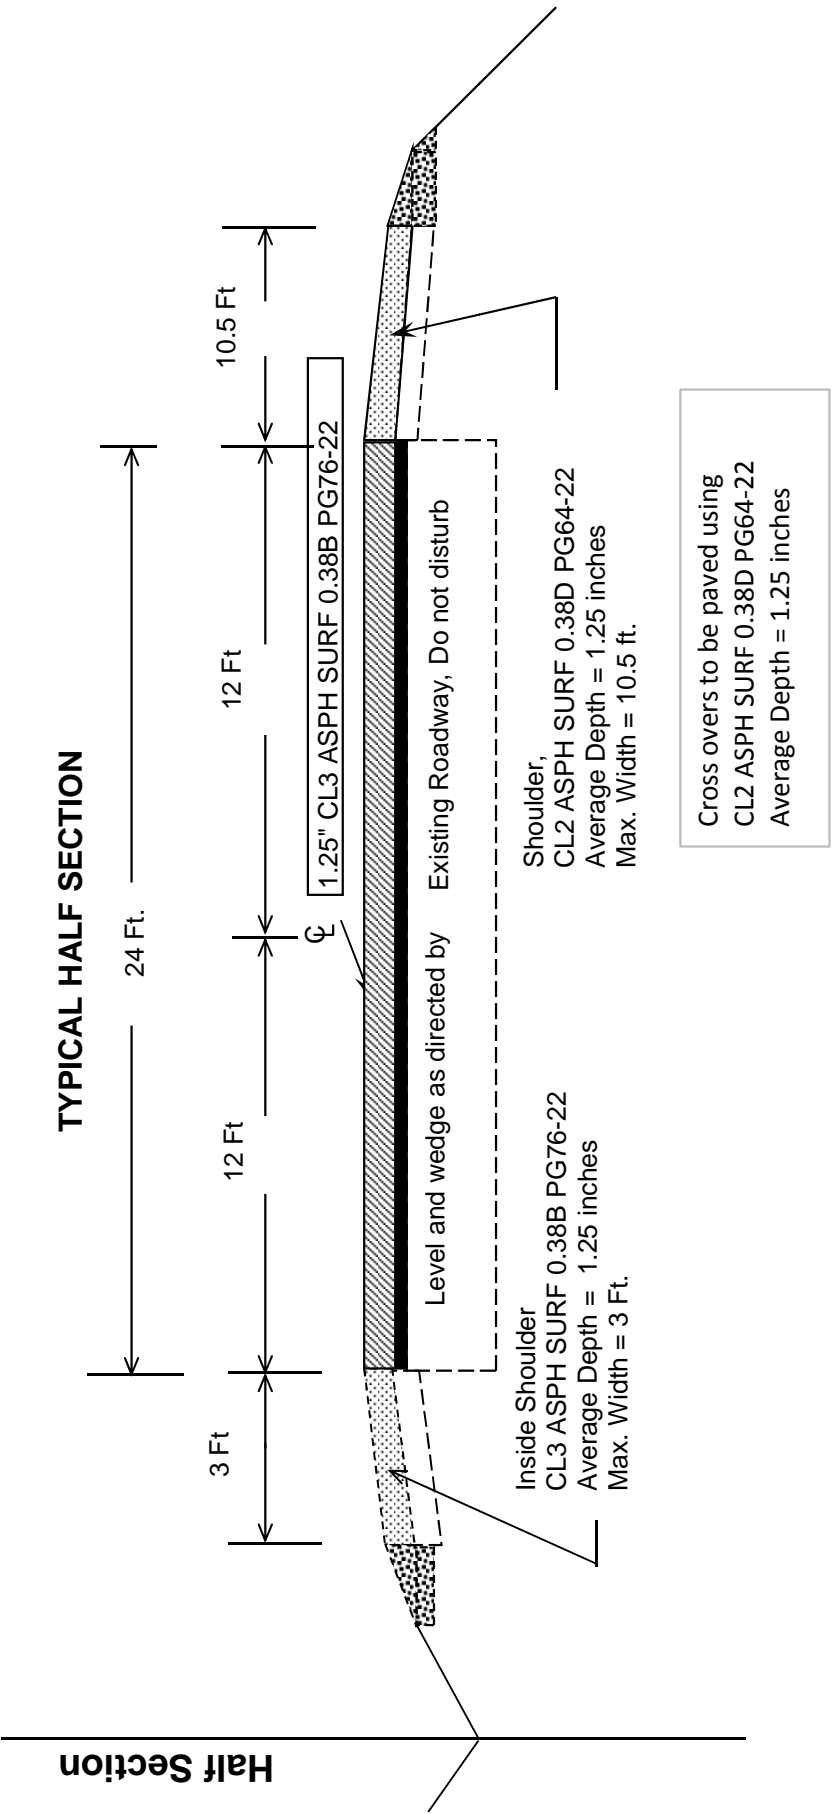 TYPICAL HALF SECTION
24 Ft.
3 Ft
12 Ft
12 Ft
10.5 Ft
CL
1.25" CL3 ASPH SURF 0.38B PG76-22
Level and wedge as directed by
Existing Roadway, Do not disturb
Inside Shoulder
CL3 ASPH SURF 0.38B PG76-22
Average Depth = 1.25 inches
Max. Width = 3 Ft.
Shoulder,
CL2 ASPH SURF 0.38D PG64-22
Average Depth = 1.25 inches
Max. Width = 10.5 ft.
Cross overs to be paved using
CL2 ASPH SURF 0.38D PG64-22
Average Depth = 1.25 inches
Half Section